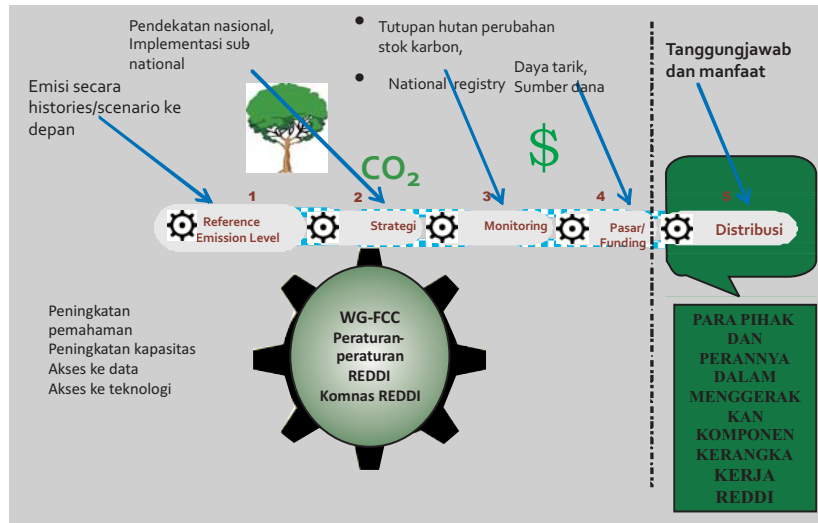 Pendekatan nasional,
Implementasi sub
national
• Tutupan hutan perubahan
stok karbon,
• National registry
Daya tarik,
Sumber dana
Tanggungjawab
dan manfaat
Emisi secara
histories/scenario ke
depan
CO₂
$
1
2
3
4
5
Reference
Emission Level
Strategi
Monitoring
Pasar/
Funding
Distribusi
Peningkatan
pemahaman
Peningkatan kapasitas
Akses ke data
Akses ke teknologi
WG-FCC
Peraturan-
peraturan
REDDI
Komnas REDDI
PARA PIHAK
DAN
PERANNYA
DALAM
MENGGERAK
KAN
KOMPONEN
KERANGKA
KERJA
REDDI